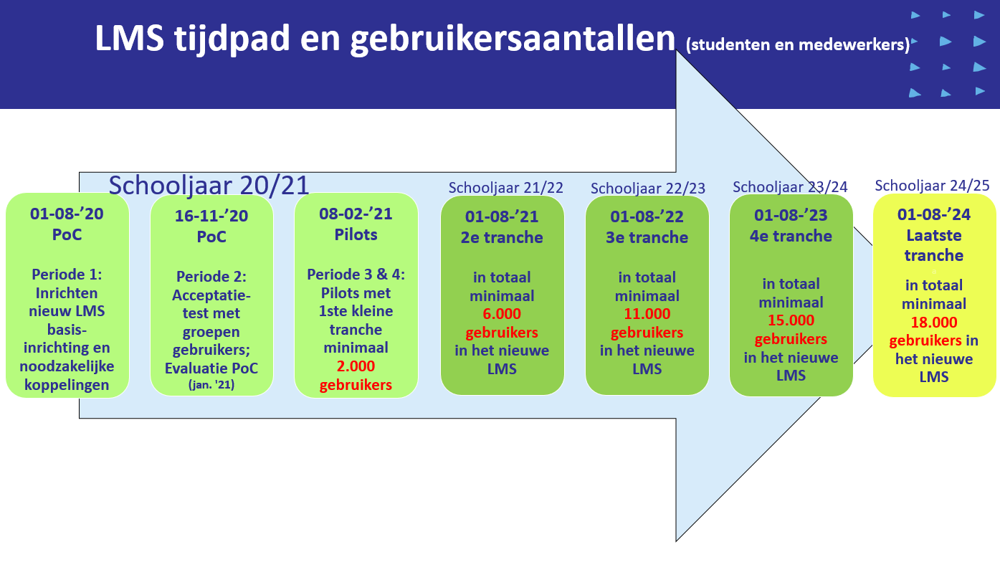 LMS tijdpad en gebruikersaantallen (studenten en medewerkers)
Schooljaar 20/21
01-08-’20
PoC
Periode 1:
Inrichten
nieuw LMS
basis-
inrichting en
noodzakelijke
koppelingen
16-11-’20
PoC
Periode 2:
Acceptatie-
test met
groepen
gebruikers;
Evaluatie PoC
(jan. '21)
08-02-’21
Pilots
Periode 3 & 4:
Pilots met
1ste kleine
tranche
minimaal
2.000
gebruikers
Schooljaar 21/22
01-08-’21
2e tranche
in totaal
minimaal
6.000
gebruikers
in het nieuwe
LMS
Schooljaar 22/23
01-08-’22
3e tranche
in totaal
minimaal
11.000
gebruikers
in het nieuwe
LMS
Schooljaar 23/24
01-08-’23
4e tranche
in totaal
minimaal
15.000
gebruikers
in het nieuwe
LMS
Schooljaar 24/25
01-08-’24
Laatste
tranche
in totaal
minimaal
18.000
gebruikers in
het nieuwe
LMS